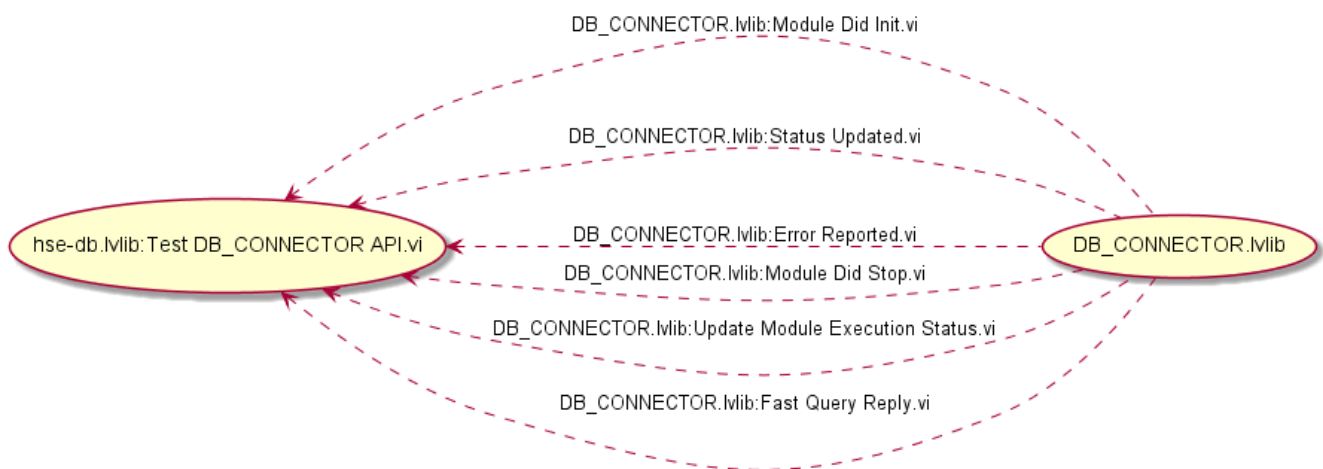 DB_CONNECTOR.lvlib:Module Did Init.vi
DB_CONNECTOR.lvlib:Status Updated.vi
hse-db.lvlib:Test DB_CONNECTOR API.vi
DB_CONNECTOR.lvlib:Error Reported.vi
DB_CONNECTOR.lvlib
DB_CONNECTOR.lvlib:Module Did Stop.vi
DB_CONNECTOR.lvlib:Update Module Execution Status.vi
DB_CONNECTOR.lvlib:Fast Query Reply.vi